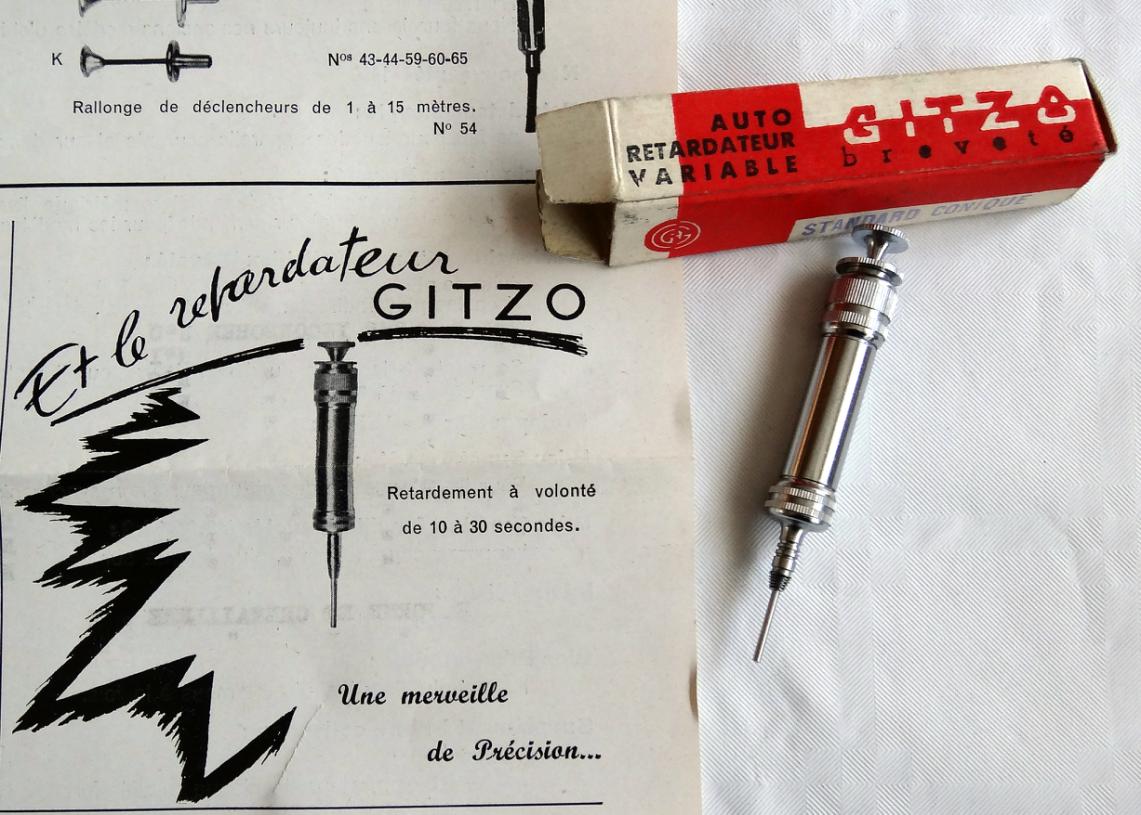 K Nos 43-44-59-60-65
Rallonge de déclencheurs de 1 à 15 mètres.
No 54
Et le retardateur
GITZO
Retardement à volonté
de 10 à 30 secondes.
Une merveille
de Précision...
AUTO
RETARDATEUR
VARIABLE
GITZO
breveté
STANDARD CONIQUE